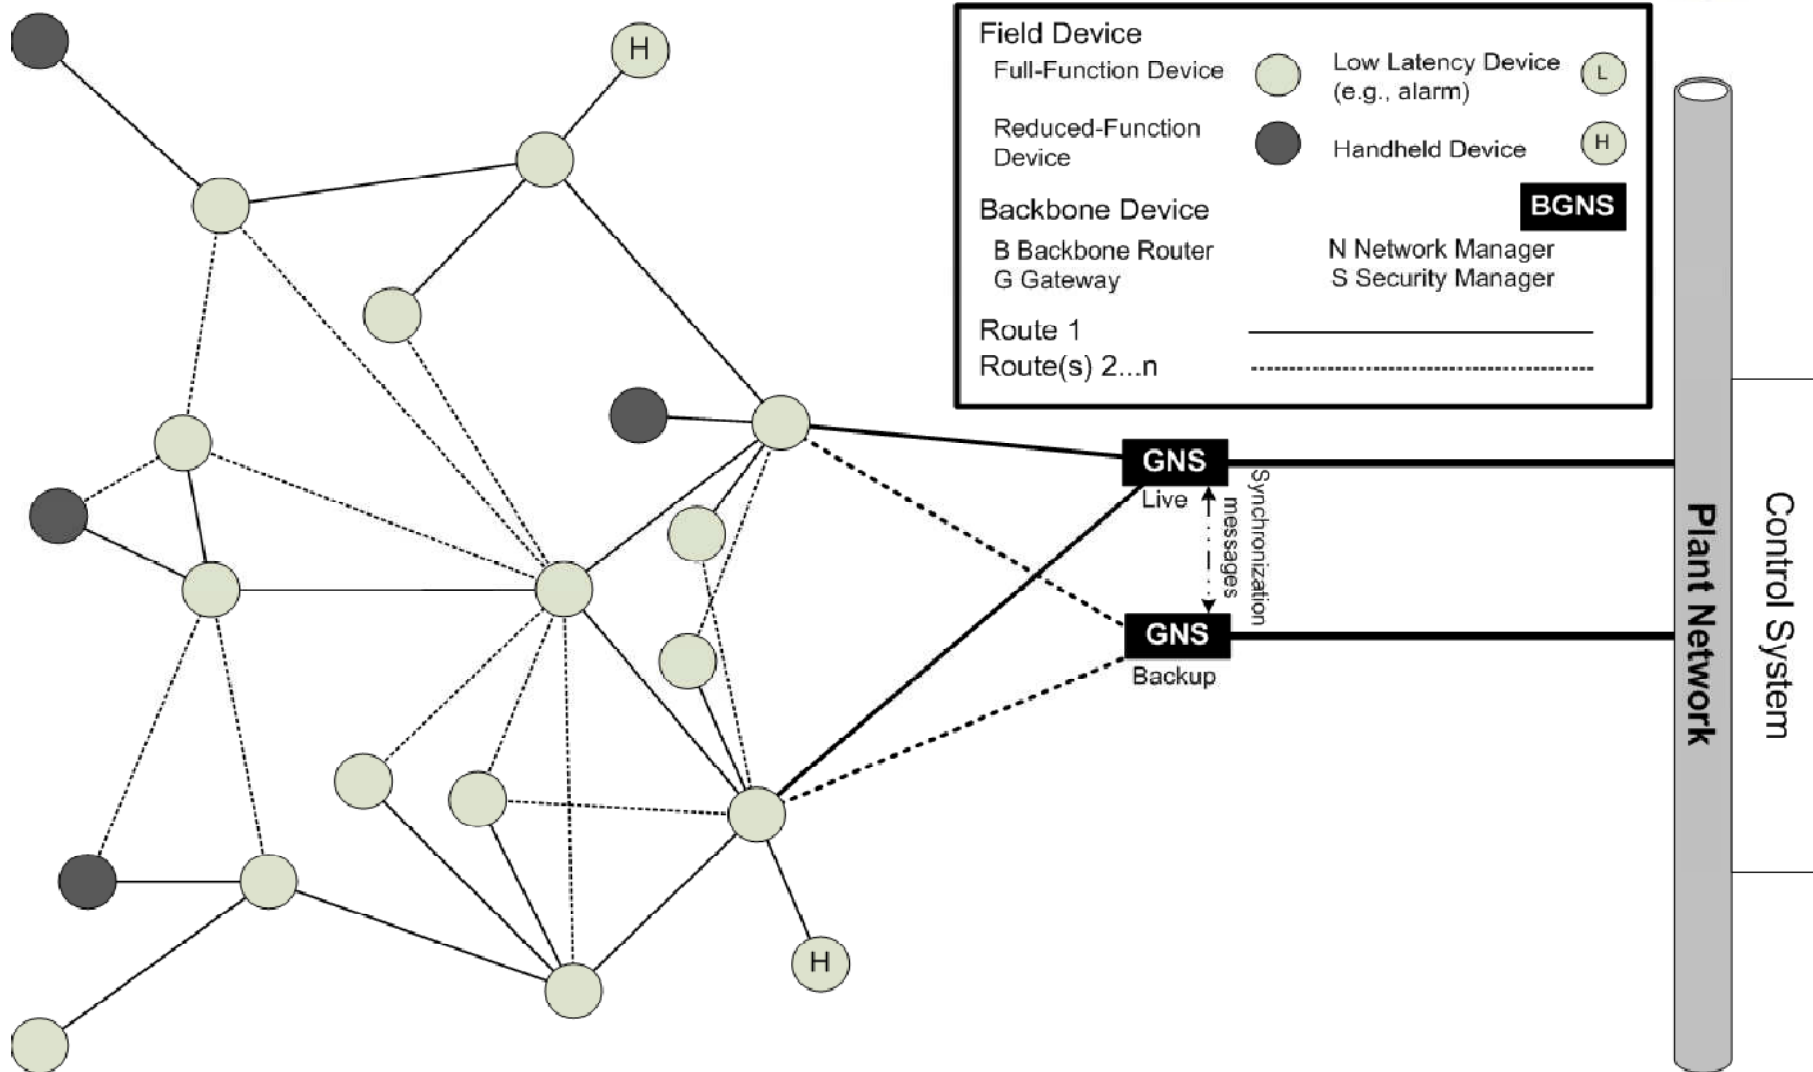 H
Field Device
Full-Function Device
Low Latency Device
(e.g., alarm)
L
Reduced-Function
Device
Handheld Device
H
Backbone Device
BGNS
B Backbone Router
N Network Manager
G Gateway
S Security Manager
Route 1
Route(s) 2...n
GNS
Live
Synchronization
messages
GNS
Backup
H
Plant Network
Control System